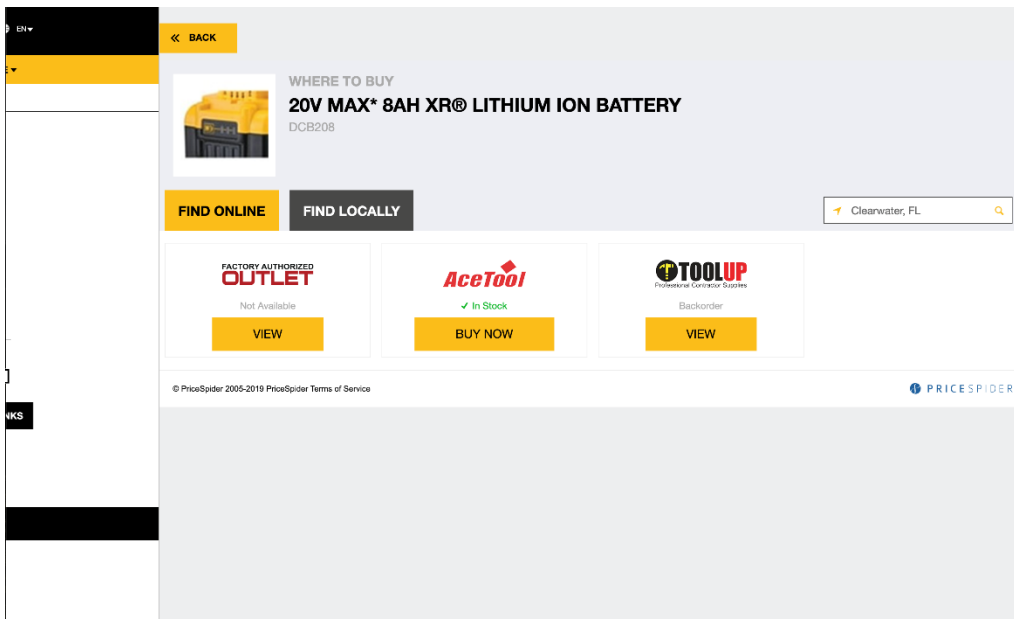 EN
« BACK
WHERE TO BUY
20V MAX* 8AH XR® LITHIUM ION BATTERY
DCB208
FIND ONLINE
FIND LOCALLY
Clearwater, FL
FACTORY AUTHORIZED
OUTLET
Not Available
VIEW
AceTool
✓ In Stock
BUY NOW
TOOLUP
Professional Contractor Supplies
Backorder
VIEW
© PriceSpider 2005-2019 PriceSpider Terms of Service
PRICESPIDER